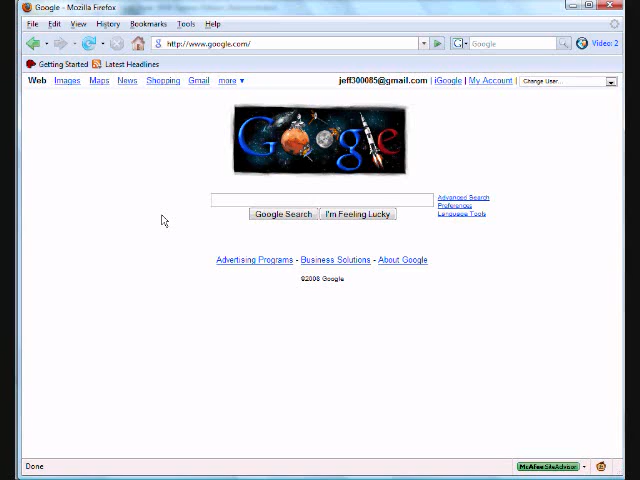 Google - Mozilla Firefox
File Edit View History Bookmarks Tools Help
http://www.google.com/ G Google Video: 2
Getting Started Latest Headlines
Web Images Maps News Shopping Gmail more ▼ jeff300085@gmail.com | iGoogle | My Account | Change User...
Google
Advanced Search
Preferences
Language Tools
Google Search I'm Feeling Lucky
Advertising Programs - Business Solutions - About Google
©2008 Google
Done McAfee SiteAdvisor